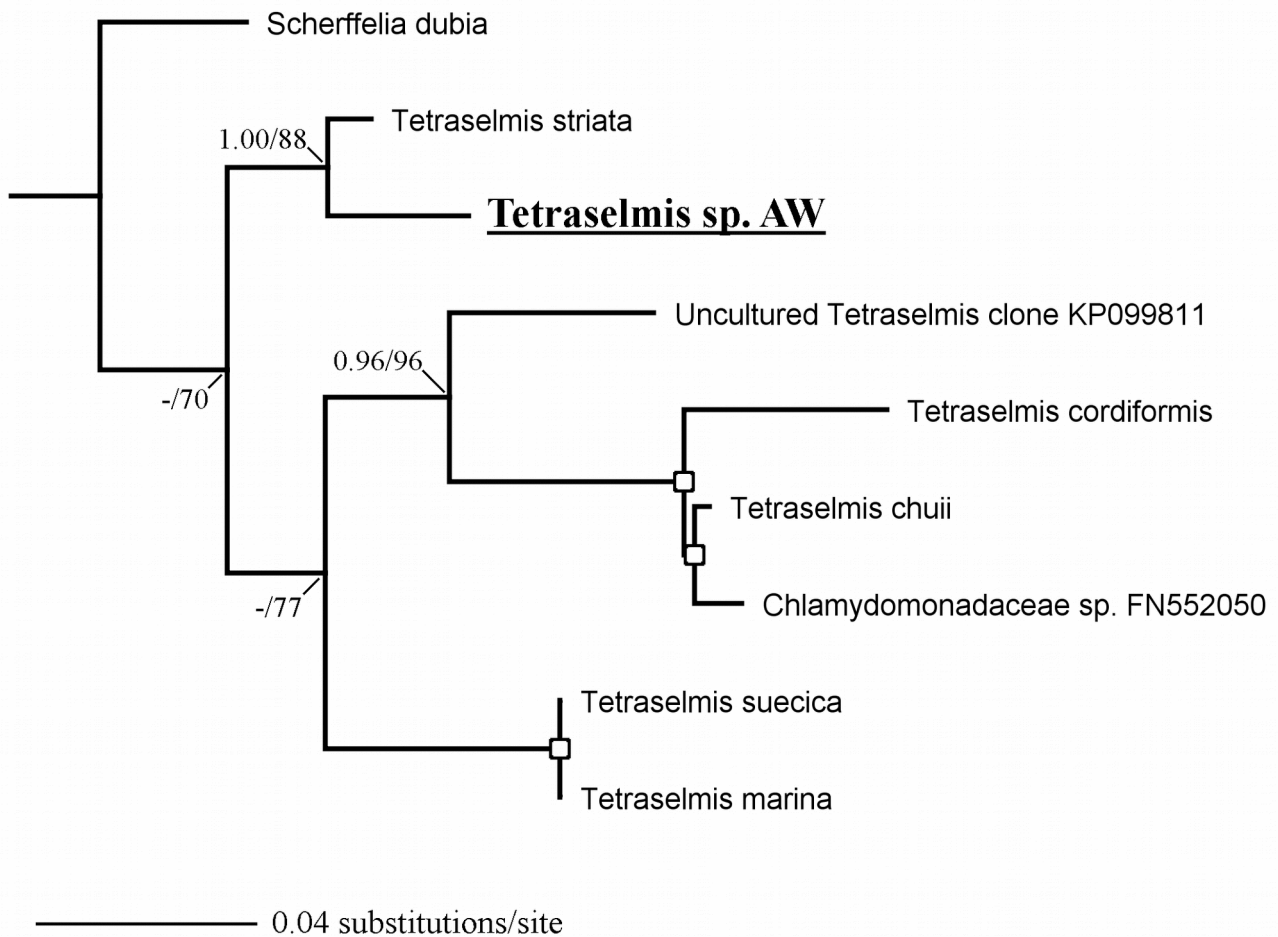 Scherffelia dubia
Tetraselmis striata
1.00/88
Tetraselmis sp. AW
Uncultured Tetraselmis clone KP099811
0.96/96
-/70
Tetraselmis cordiformis
Tetraselmis chuii
-/77
Chlamydomonadaceae sp. FN552050
Tetraselmis suecica
Tetraselmis marina
0.04 substitutions/site